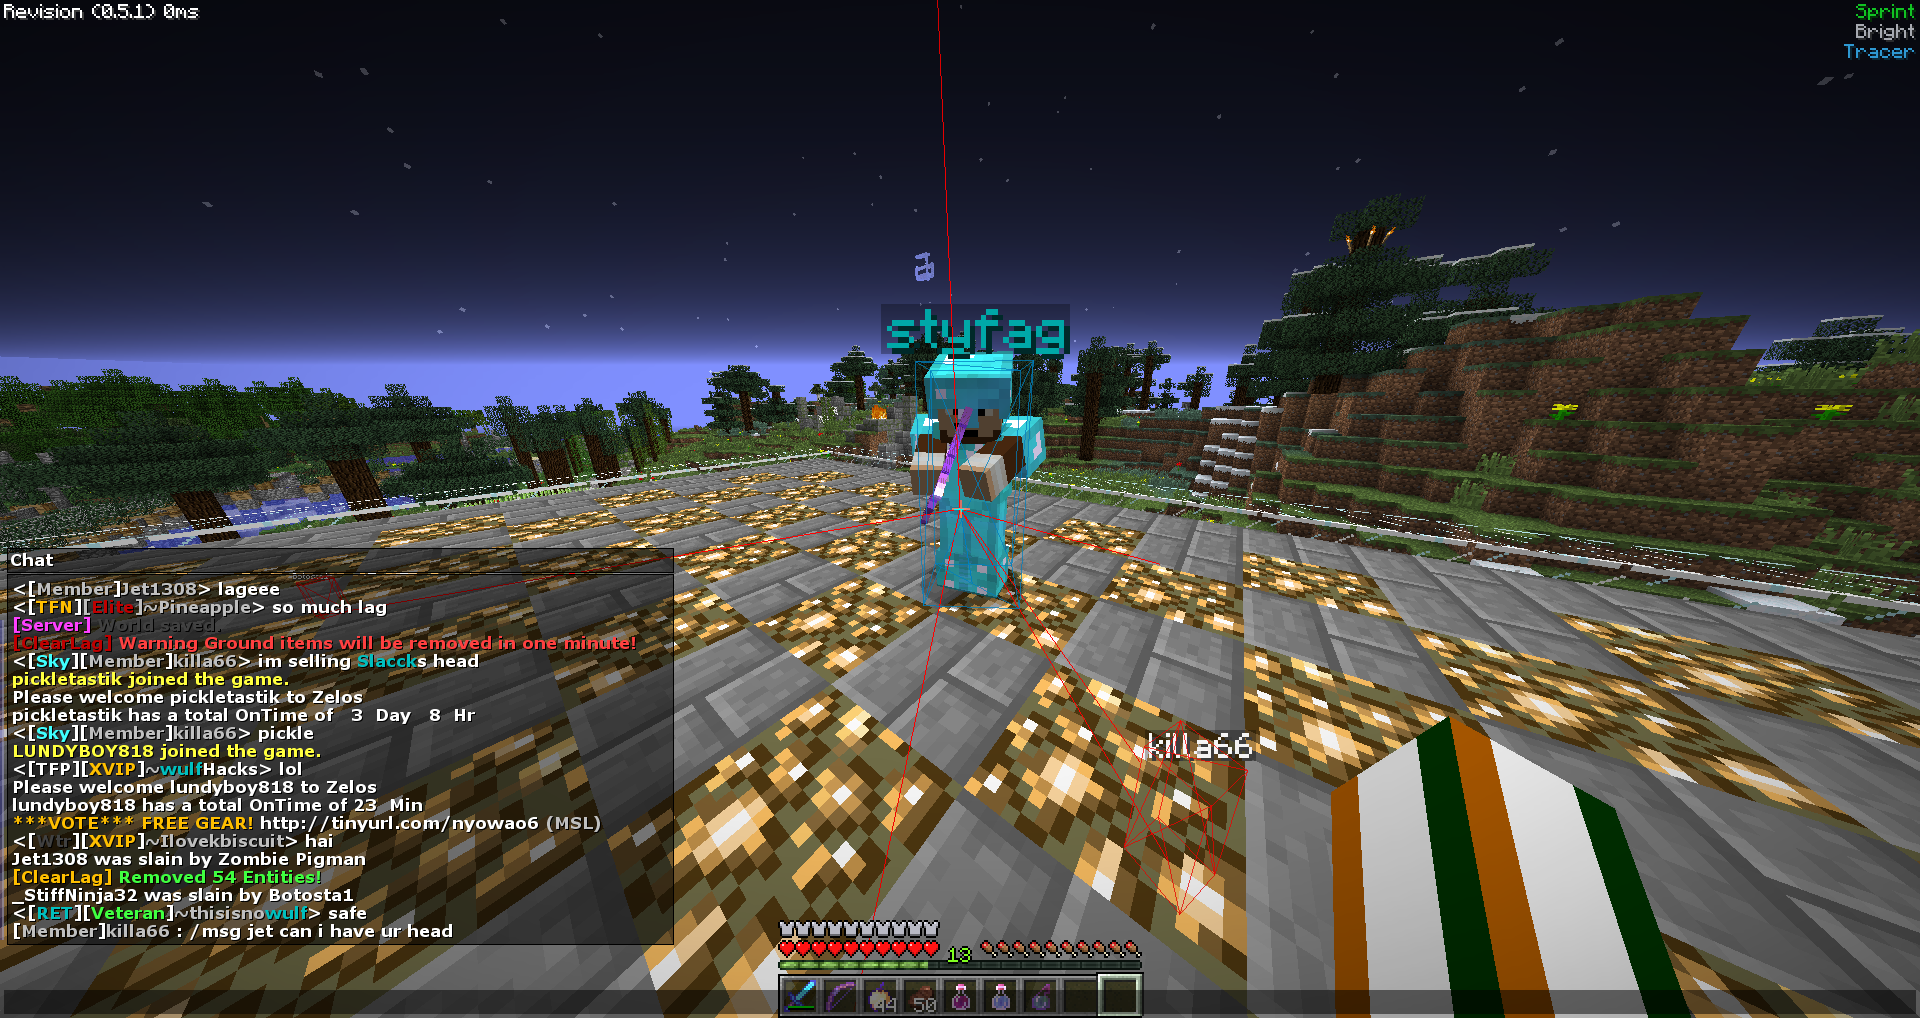 Revision (0.5.1) 0ms
Sprint
Bright
Tracer
styfag
Chat
<[Member]Jet1308> lageee
<[TFN][Elite]~Pineapple> so much lag
[Server] World saved.
[ClearLag] Warning Ground items will be removed in one minute!
<[Sky][Member]killa66> im selling Slaccks head
pickletastik joined the game.
Please welcome pickletastik to Zelos
pickletastik has a total OnTime of 3 Day 8 Hr
<[Sky][Member]killa66> pickle
LUNDYBOY818 joined the game.
<[TFP][XVIP]~wulfHacks> lol
Please welcome lundyboy818 to Zelos
lundyboy818 has a total OnTime of 23 Min
***VOTE*** FREE GEAR! http://tinyurl.com/nyowao6 (MSL)
<[Wtr][XVIP]~Ilovekbiscuit> hai
Jet1308 was slain by Zombie Pigman
[ClearLag] Removed 54 Entities!
_StiffNinja32 was slain by Botosta1
<[RET][Veteran]~thisisnowulf> safe
[Member]killa66 : /msg jet can i have ur head
killa66
13
44
50